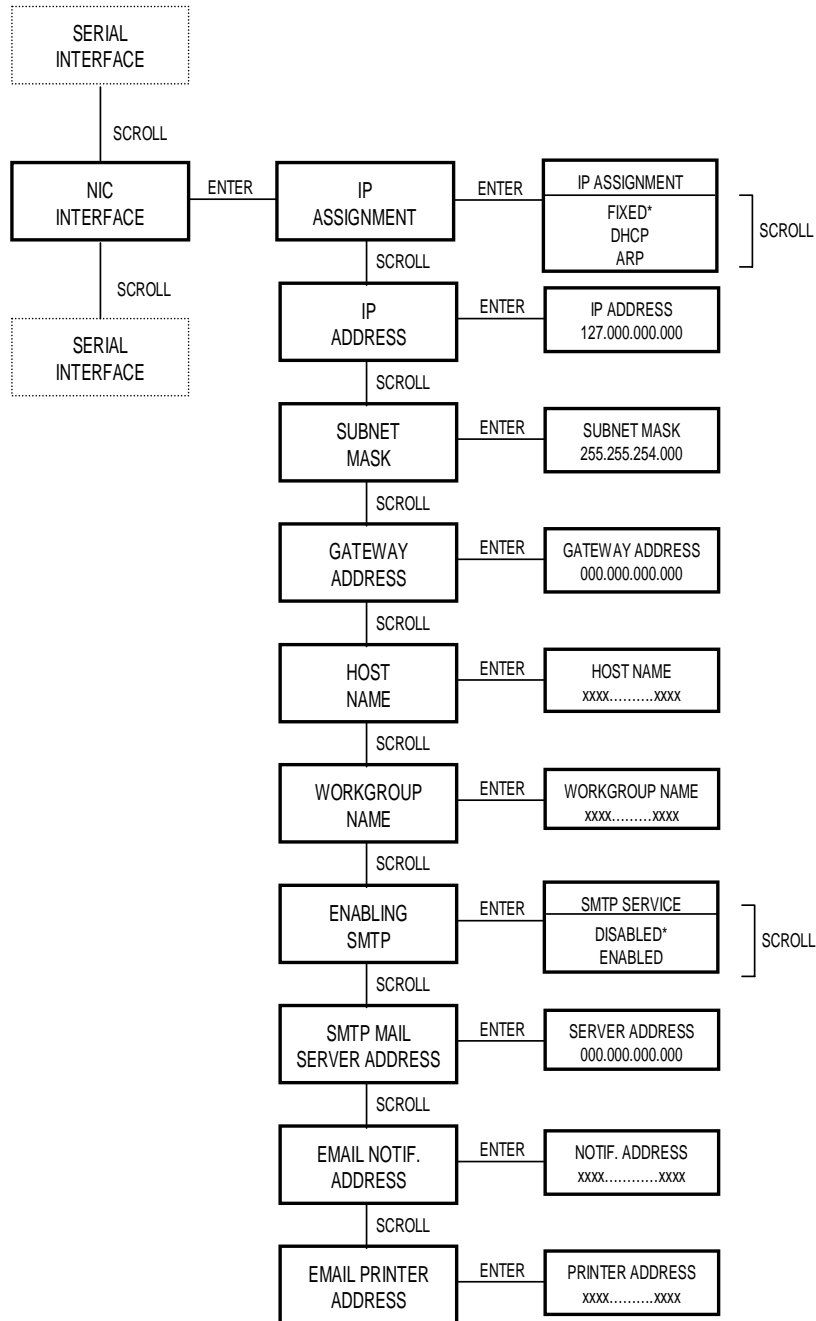 SERIAL
INTERFACE
SCROLL
NIC
INTERFACE
ENTER
IP
ASSIGNMENT
ENTER
IP ASSIGNMENT
FIXED*
DHCP
ARP
SCROLL
SCROLL
SERIAL
INTERFACE
SCROLL
IP
ADDRESS
ENTER
IP ADDRESS
127.000.000.000
SCROLL
SUBNET
MASK
ENTER
SUBNET MASK
255.255.254.000
SCROLL
GATEWAY
ADDRESS
ENTER
GATEWAY ADDRESS
000.000.000.000
SCROLL
HOST
NAME
ENTER
HOST NAME
xxxx..........xxxx
SCROLL
WORKGROUP
NAME
ENTER
WORKGROUP NAME
xxxx.........xxxx
SCROLL
ENABLING
SMTP
ENTER
SMTP SERVICE
DISABLED*
ENABLED
SCROLL
SCROLL
SMTP MAIL
SERVER ADDRESS
ENTER
SERVER ADDRESS
000.000.000.000
SCROLL
EMAIL NOTIF.
ADDRESS
ENTER
NOTIF. ADDRESS
xxxx............xxxx
SCROLL
EMAIL PRINTER
ADDRESS
ENTER
PRINTER ADDRESS
xxxx..........xxxx